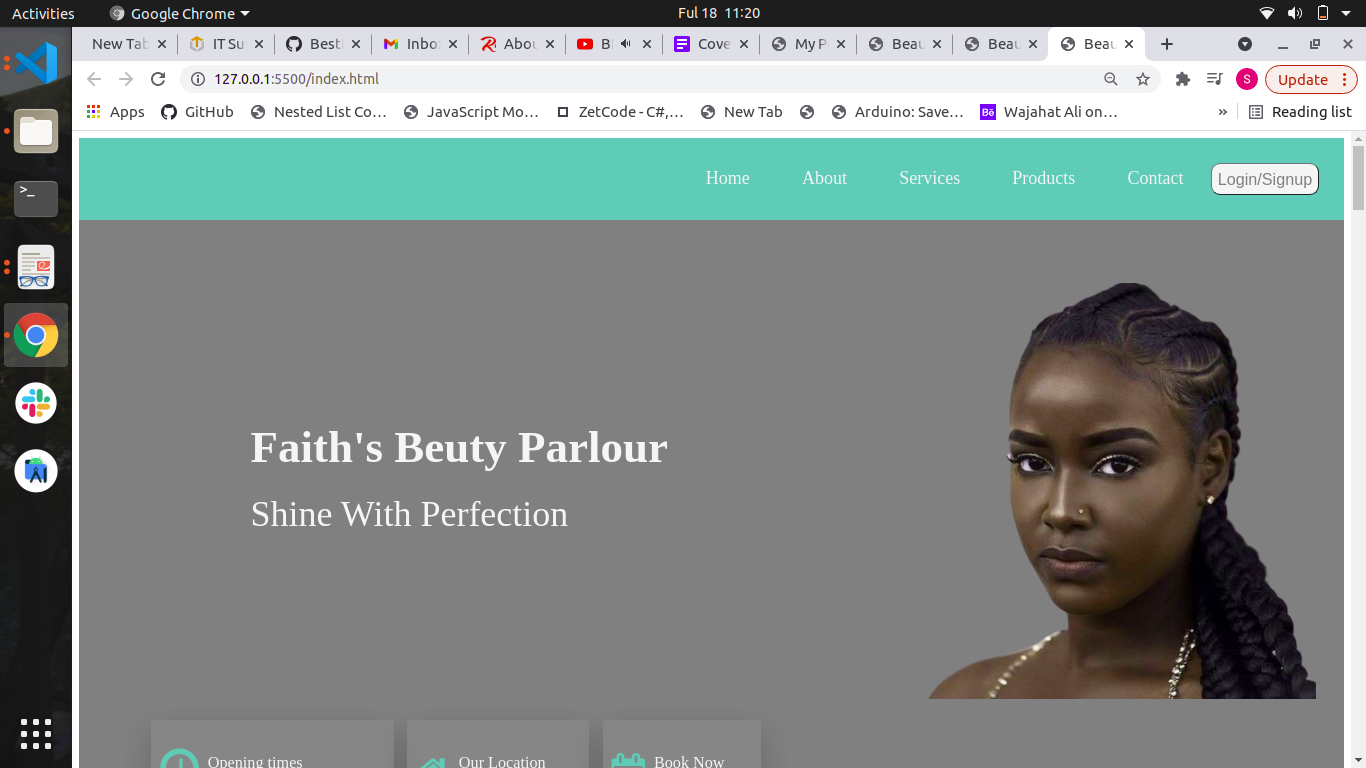 Activities
Google Chrome
Ful 18 11:20
New Tab
IT Su
Best
Inbo
Abou
Cove
My P
Beau
Beau
Beau
127.0.0.1:5500/index.html
S
Update
Apps
GitHub
Nested List Co…
JavaScript Mo…
ZetCode - C#,…
New Tab
Arduino: Save…
Bē
Wajahat Ali on…
»
Reading list
Home
About
Services
Products
Contact
Login/Signup
Faith's Beuty Parlour
Shine With Perfection
Opening times
Our Location
Book Now